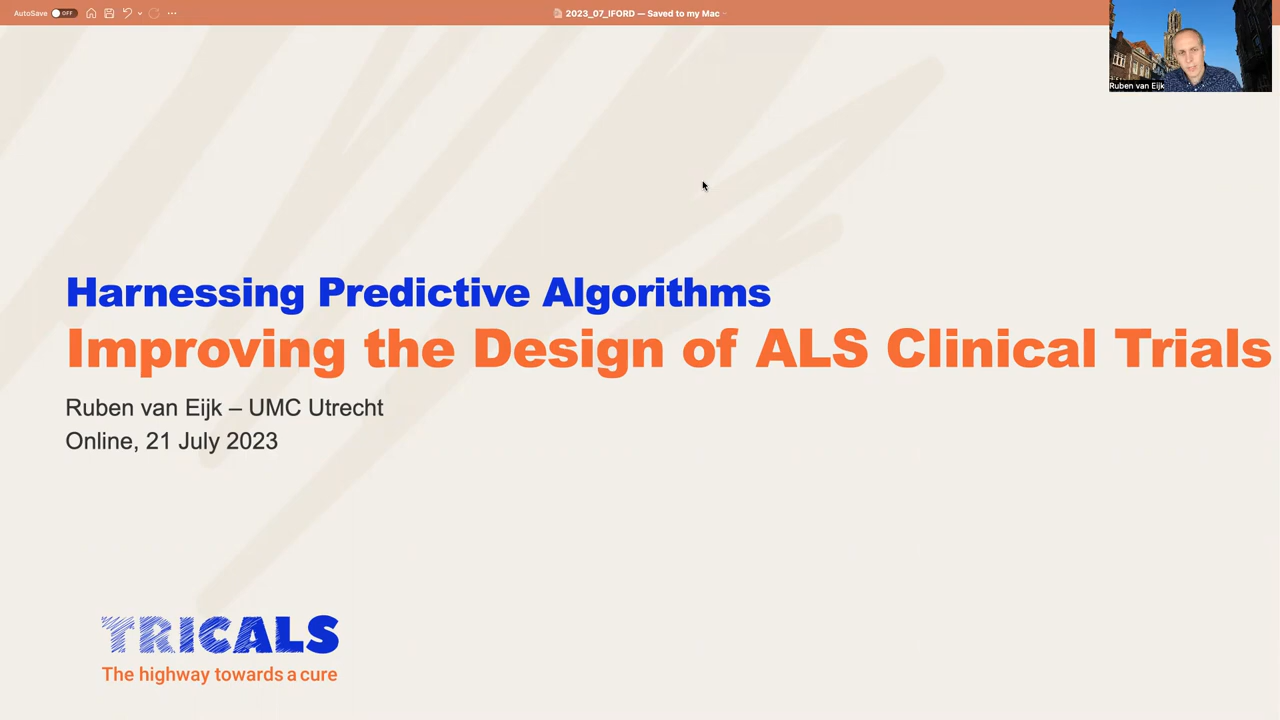 AutoSave OFF
2023_07_IFORD — Saved to my Mac
Ruben van Eijk
Harnessing Predictive Algorithms
Improving the Design of ALS Clinical Trials
Ruben van Eijk – UMC Utrecht
Online, 21 July 2023
TRICALS
The highway towards a cure